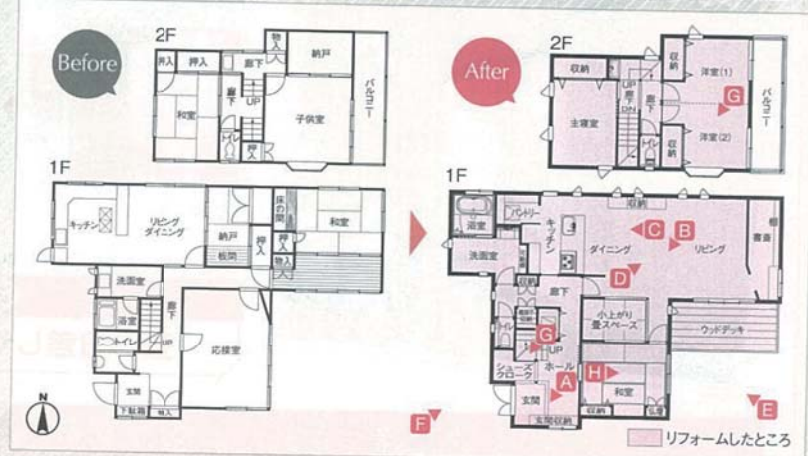 Before
2F
物入
押入
押入
廊下
納戸
和室
廊下
UP
子供室
バルコニー
トイレ
押入
1F
キッチン
リビング
ダイニング
納戸
板間
押入
床の間
和室
押入
物入
洗面室
浴室
廊下
トイレ
UP
応接室
玄関
下駄箱
物入
N
After
2F
収納
収納
洋室(1)
UP
廊下
DN
廊下
G
主寝室
バルコニー
トイレ
収納
洋室(2)
1F
浴室
パントリー
収納
棚
キッチン
C
B
書斎
洗面室
ダイニング
リビング
D
収納
廊下
小上がり
畳スペース
ウッドデッキ
トイレ
G
UP
シューズ
クローク
ホール
H
A
和室
玄関
収納
仏壇
玄関収納
E
F
リフォームしたところ